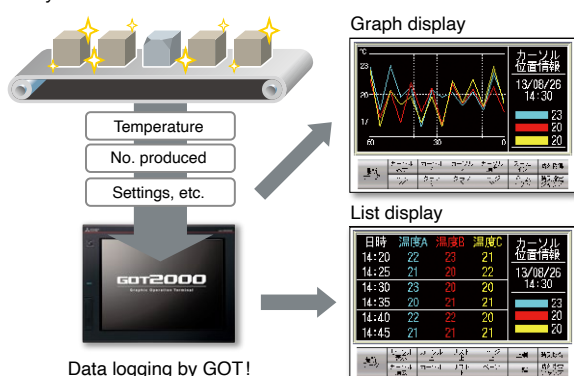 Temperature
No. produced
Settings, etc.
GOT2000
Graphic Operation Terminal
Data logging by GOT!
Graph display
℃
23
20
17
60
30
0
カーソル
位置情報
13/08/26
14:30
23
20
20
List display
日時 温度A 温度B 温度C
14:20 22 23 21
14:25 21 20 22
14:30 23 20 20
14:35 20 21 21
14:40 22 22 20
14:45 21 21 21
カーソル
位置情報
13/08/26
14:30
23
20
20